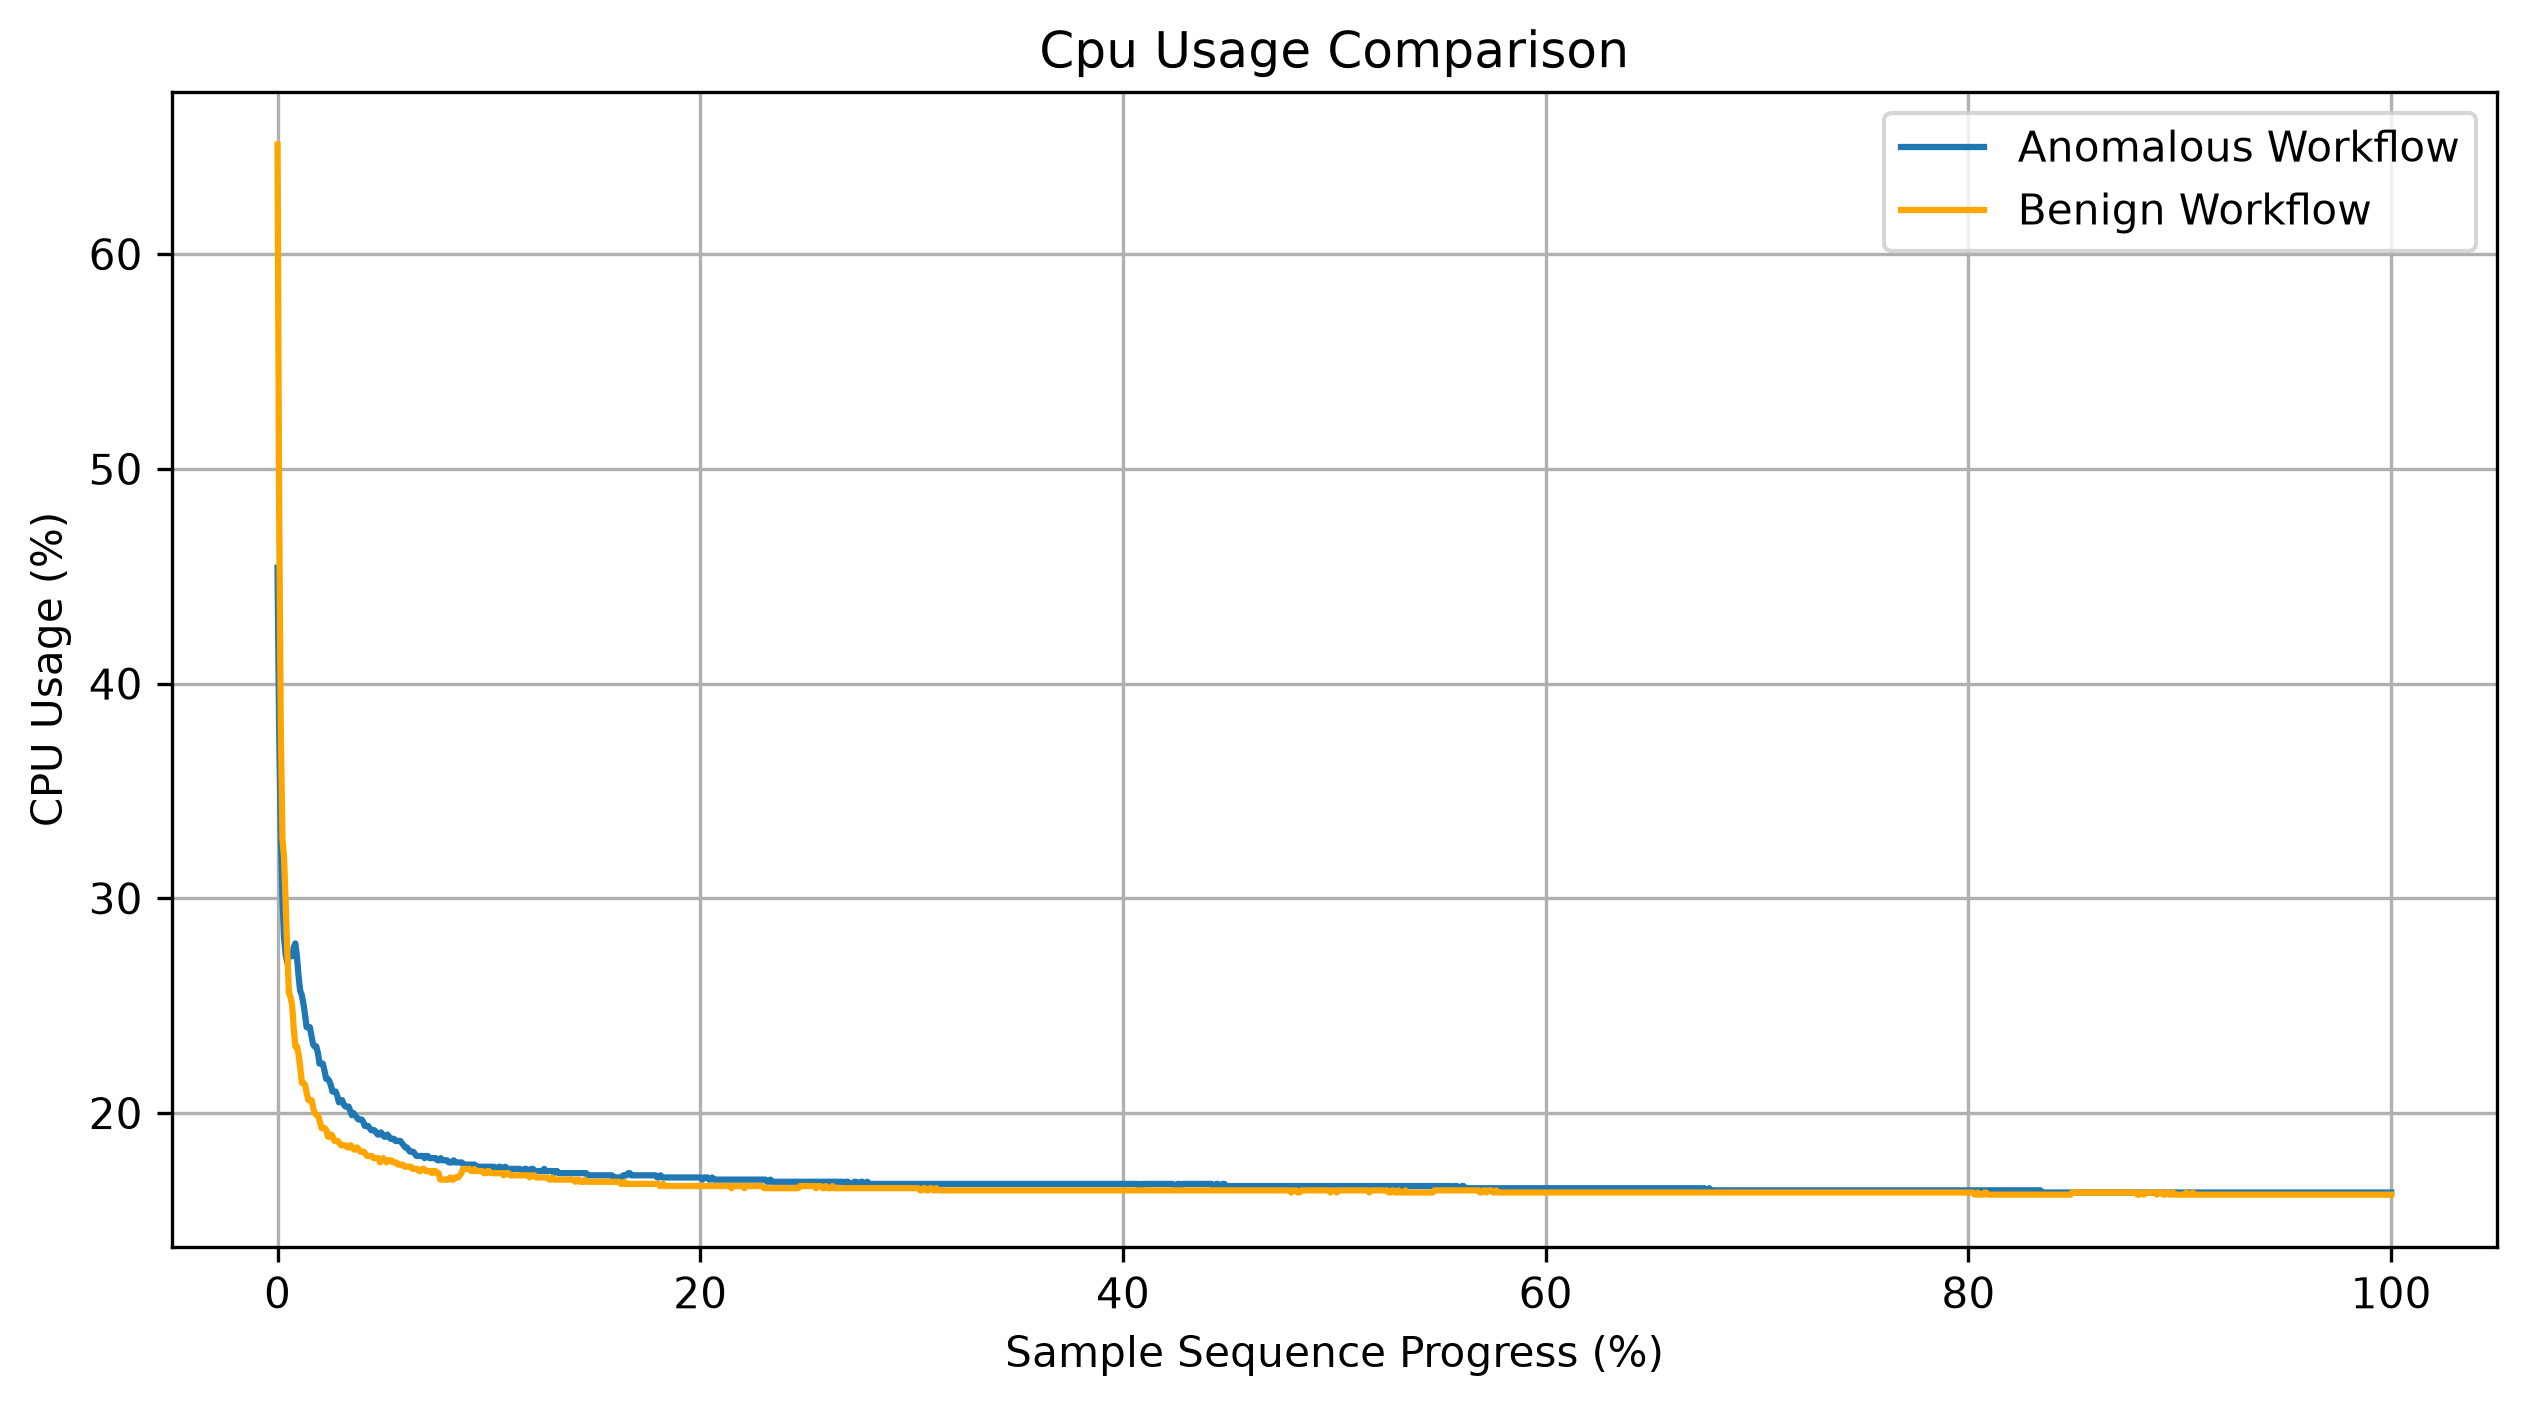 Cpu Usage Comparison
Anomalous Workflow
Benign Workflow
CPU Usage (%)
60
50
40
30
20
0 20 40 60 80 100
Sample Sequence Progress (%)